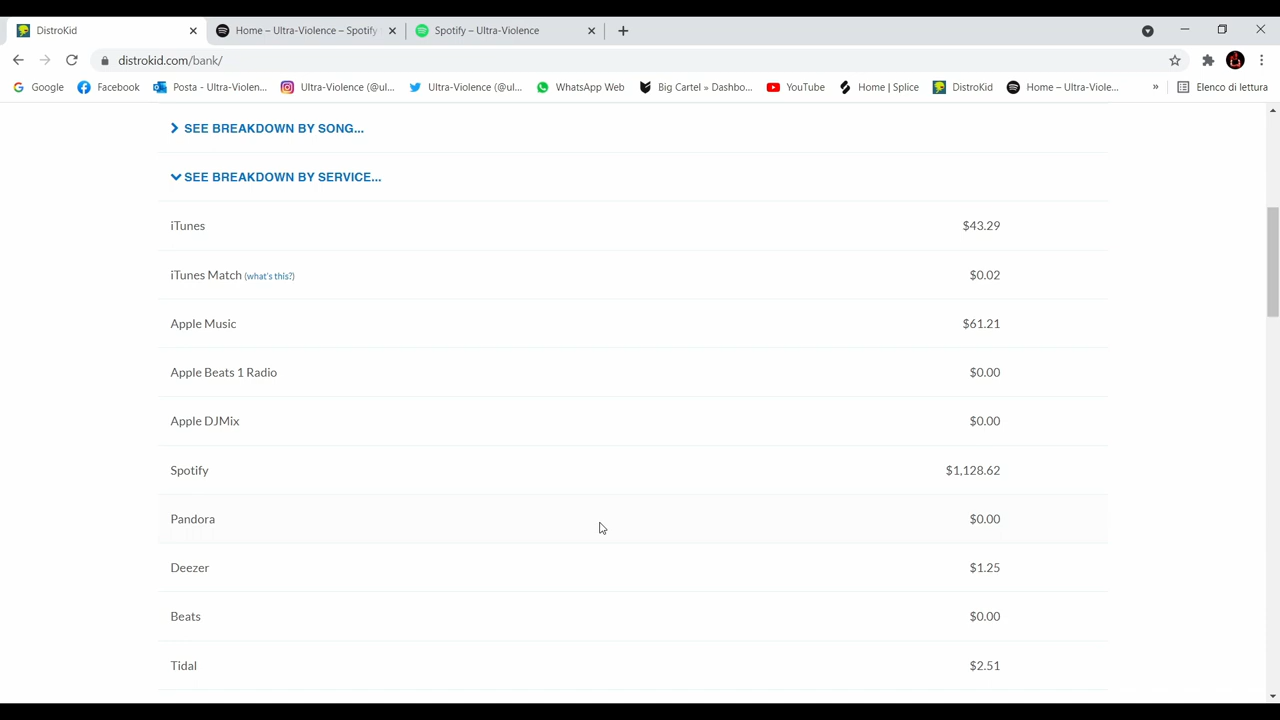 DistroKid
Home – Ultra-Violence – Spotify
Spotify – Ultra-Violence
distrokid.com/bank/
Google
Facebook
Posta - Ultra-Violen...
Ultra-Violence (@ul...
Ultra-Violence (@ul...
WhatsApp Web
Big Cartel » Dashbo...
YouTube
Home | Splice
DistroKid
Home – Ultra-Viole...
»
Elenco di lettura
SEE BREAKDOWN BY SONG...
SEE BREAKDOWN BY SERVICE...
iTunes $43.29
iTunes Match (what's this?) $0.02
Apple Music $61.21
Apple Beats 1 Radio $0.00
Apple DJMix $0.00
Spotify $1,128.62
Pandora $0.00
Deezer $1.25
Beats $0.00
Tidal $2.51